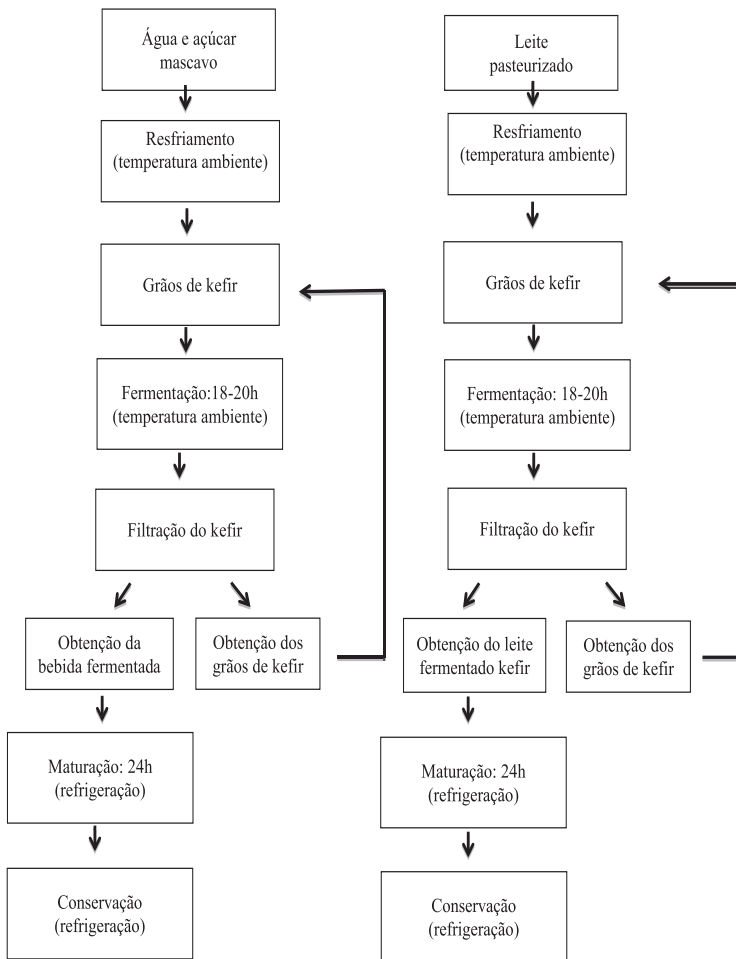 Água e açúcar
mascavo
Resfriamento
(temperatura ambiente)
Grãos de kefir
Fermentação:18-20h
(temperatura ambiente)
Filtração do kefir
Obtenção da
bebida fermentada
Obtenção dos
grãos de kefir
Maturação: 24h
(refrigeração)
Conservação
(refrigeração)
Leite
pasteurizado
Resfriamento
(temperatura ambiente)
Grãos de kefir
Fermentação: 18-20h
(temperatura ambiente)
Filtração do kefir
Obtenção do leite
fermentado kefir
Obtenção dos
grãos de kefir
Maturação: 24h
(refrigeração)
Conservação
(refrigeração)